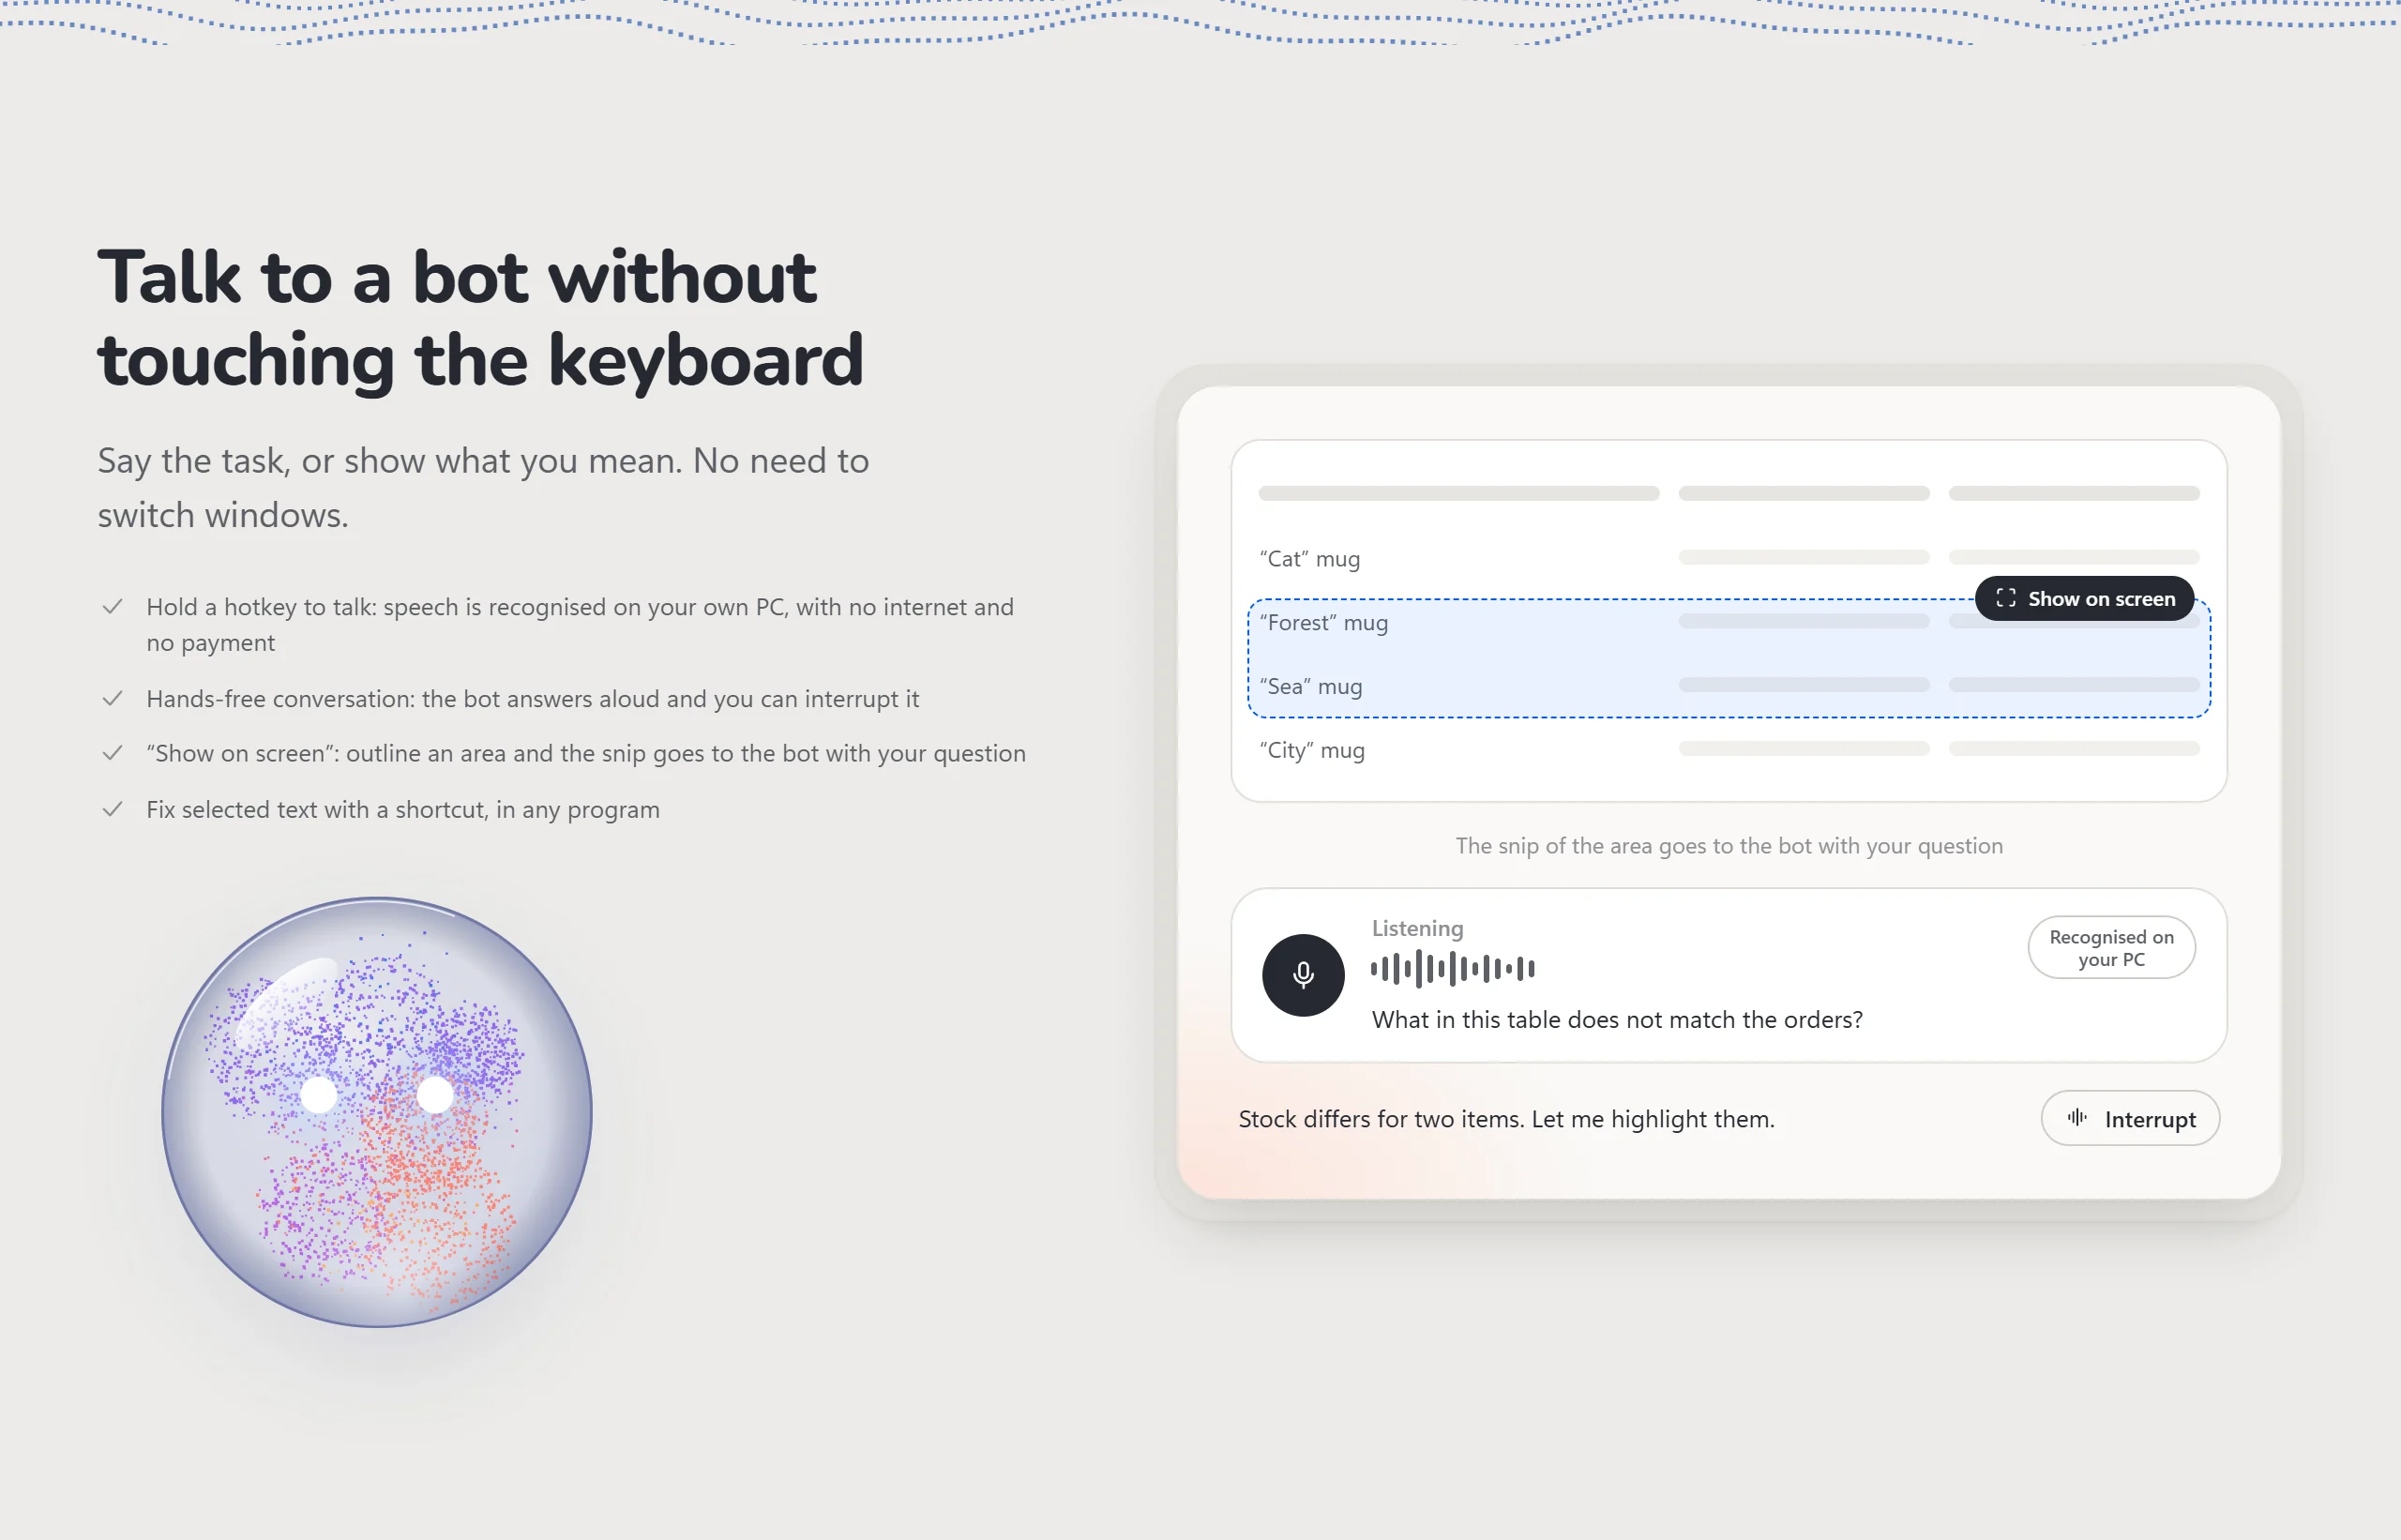 Talk to a bot without
touching the keyboard
Say the task, or show what you mean. No need to
switch windows.
Hold a hotkey to talk: speech is recognised on your own PC, with no internet and
no payment
Hands-free conversation: the bot answers aloud and you can interrupt it
“Show on screen”: outline an area and the snip goes to the bot with your question
Fix selected text with a shortcut, in any program
“Cat” mug
Show on screen
“Forest” mug
“Sea” mug
“City” mug
The snip of the area goes to the bot with your question
Listening
Recognised on
your PC
What in this table does not match the orders?
Stock differs for two items. Let me highlight them.
Interrupt